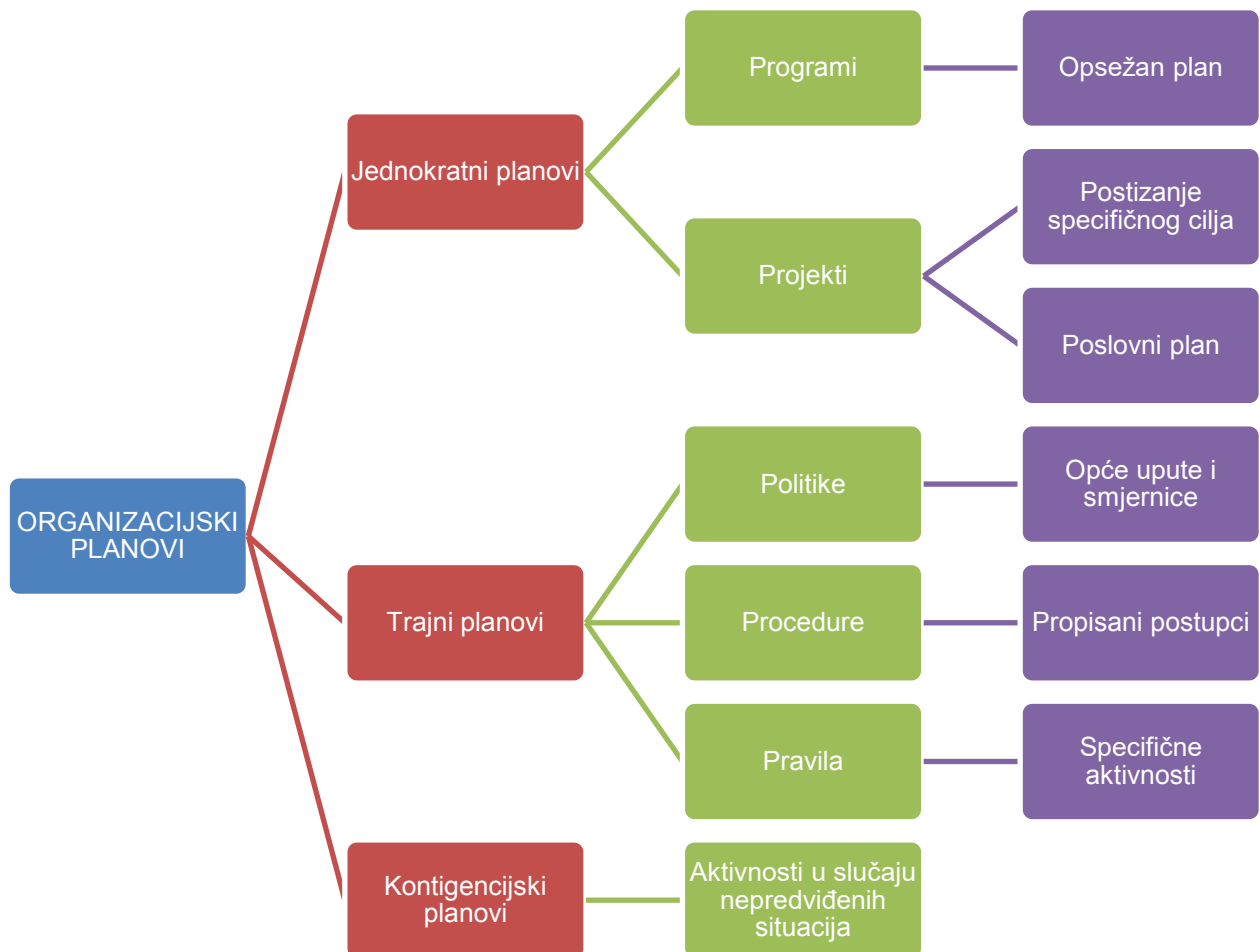 Programi
Opsežan plan
Jednokratni planovi
Postizanje
specifičnog cilja
Projekti
Poslovni plan
ORGANIZACIJSKI
PLANOVI
Politike
Opće upute i
smjernice
Trajni planovi
Procedure
Propisani postupci
Pravila
Specifične
aktivnosti
Kontigencijski
planovi
Aktivnosti u slučaju
nepredviđenih
situacija